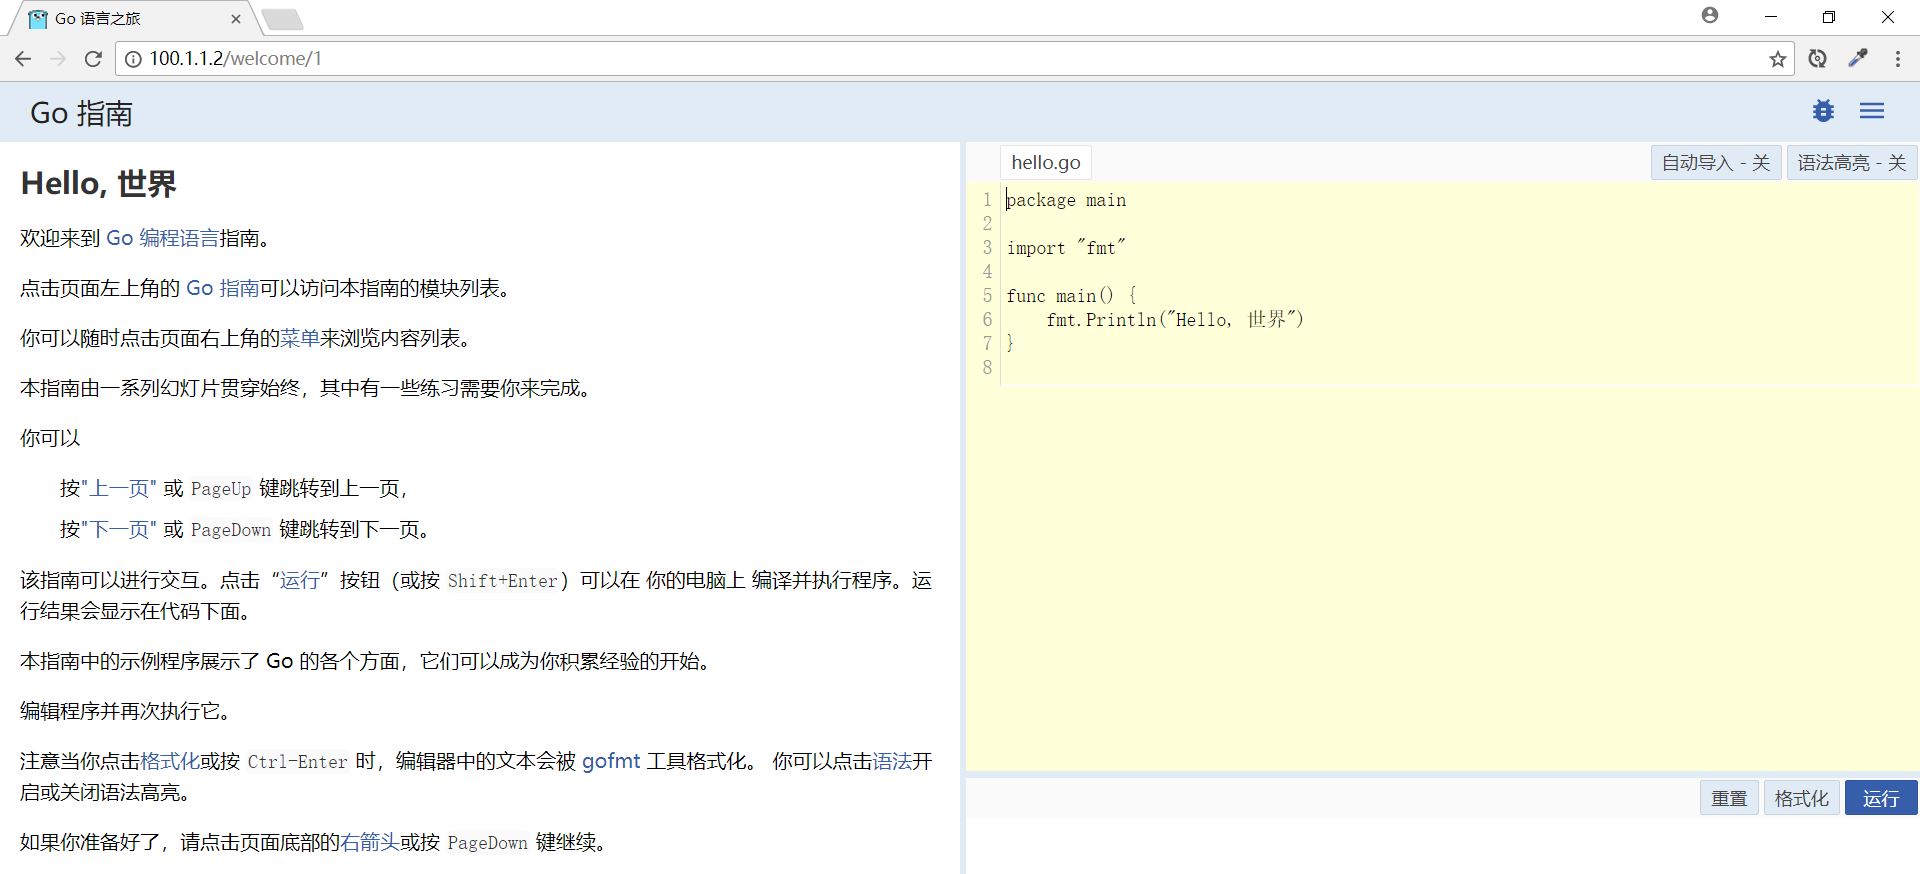 Go 语言之旅
100.1.1.2/welcome/1
Go 指南
Hello, 世界
欢迎来到 Go 编程语言指南。
点击页面左上角的 Go 指南可以访问本指南的模块列表。
你可以随时点击页面右上角的菜单来浏览内容列表。
本指南由一系列幻灯片贯穿始终，其中有一些练习需要你来完成。
你可以
按"上一页" 或 PageUp 键跳转到上一页，
按"下一页" 或 PageDown 键跳转到下一页。
该指南可以进行交互。点击“运行”按钮（或按 Shift+Enter）可以在 你的电脑上 编译并执行程序。运
行结果会显示在代码下面。
本指南中的示例程序展示了 Go 的各个方面，它们可以成为你积累经验的开始。
编辑程序并再次执行它。
注意当你点击格式化或按 Ctrl-Enter 时，编辑器中的文本会被 gofmt 工具格式化。 你可以点击语法开
启或关闭语法高亮。
如果你准备好了，请点击页面底部的右箭头或按 PageDown 键继续。
hello.go
自动导入 - 关 语法高亮 - 关
1 package main
2
3 import "fmt"
4
5 func main() {
6     fmt.Println("Hello, 世界")
7 }
8
重置 格式化 运行